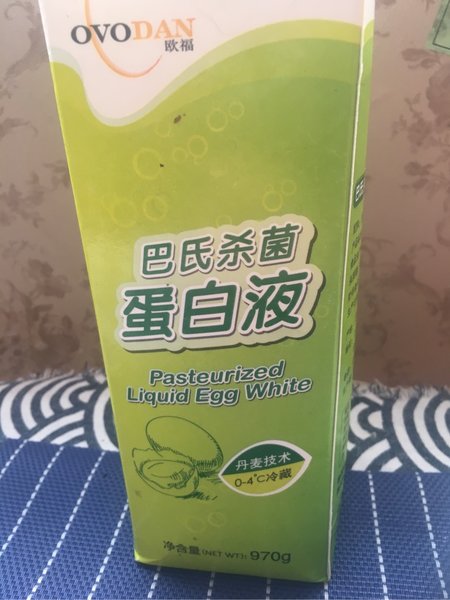 OVODAN
欧福
巴氏杀菌
蛋白液
Pasteurized
Liquid Egg White
丹麦技术
0-4°C冷藏
净含量(NET WT): 970g